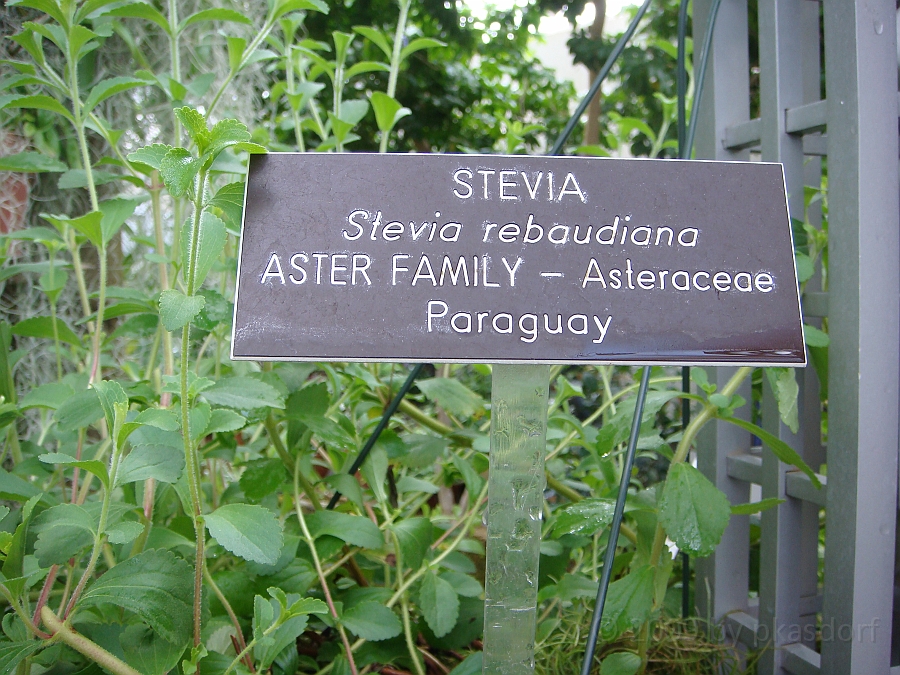 STEVIA
Stevia rebaudiana
ASTER FAMILY – Asteraceae
Paraguay
by pkasdorf